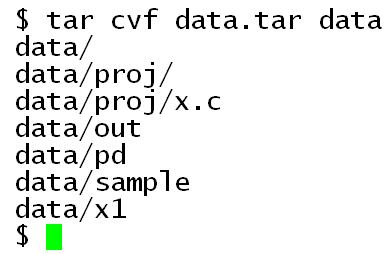 $ tar cvf data.tar data
data/
data/proj/
data/proj/x.c
data/out
data/pd
data/sample
data/x1
$